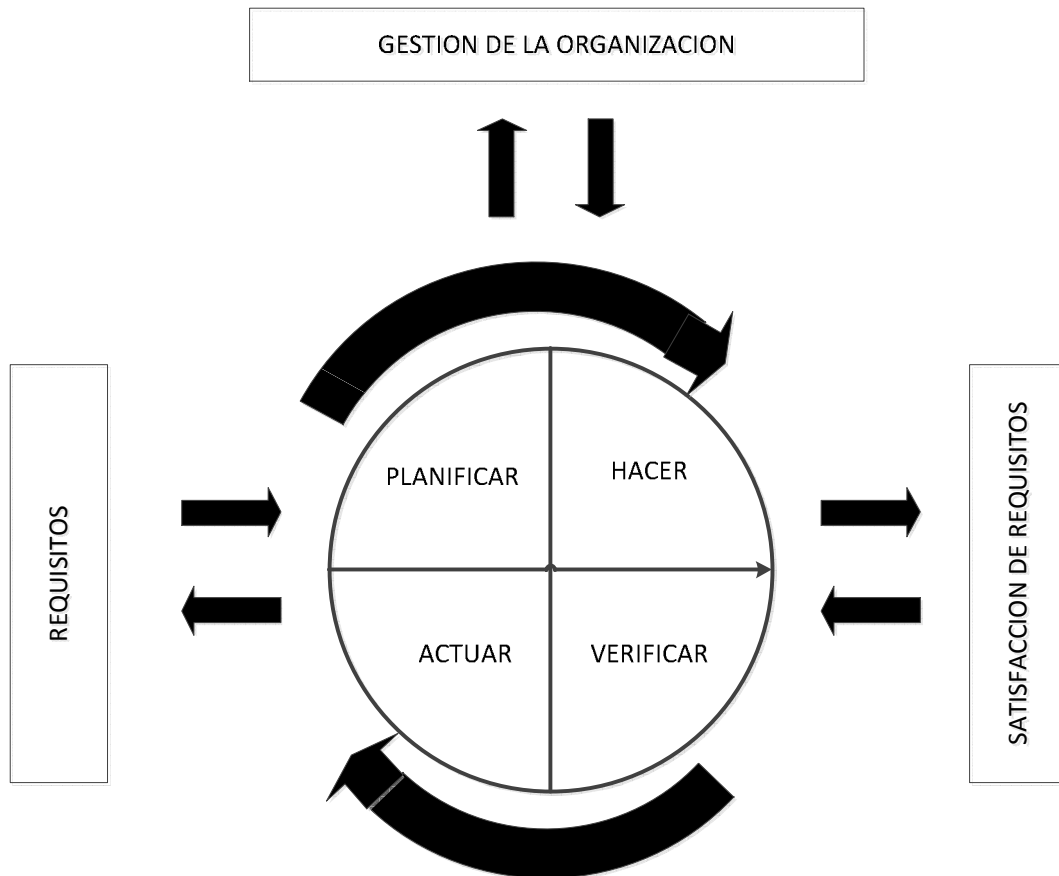 GESTION DE LA ORGANIZACION
PLANIFICAR
HACER
REQUISITOS
SATISFACCION DE REQUISITOS
ACTUAR
VERIFICAR